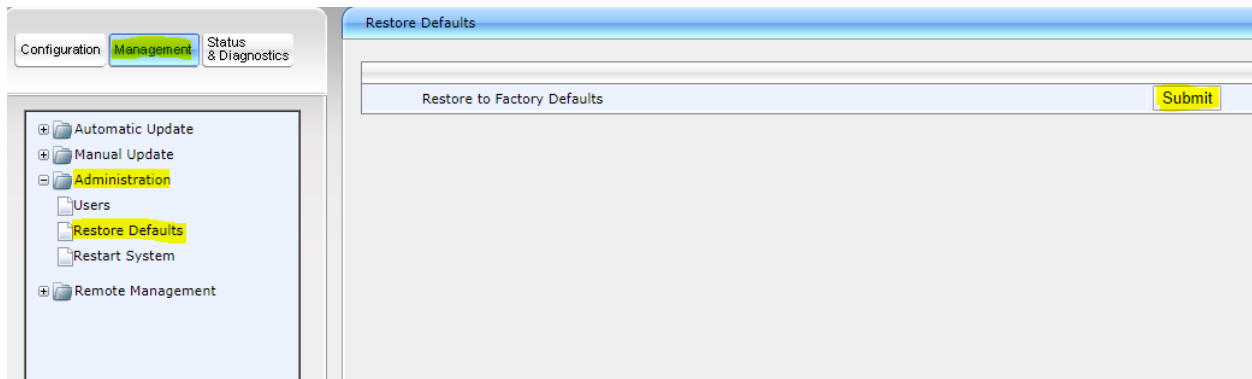 Configuration
Management
Status
& Diagnostics
Automatic Update
Manual Update
Administration
Users
Restore Defaults
Restart System
Remote Management
Restore Defaults
Restore to Factory Defaults Submit